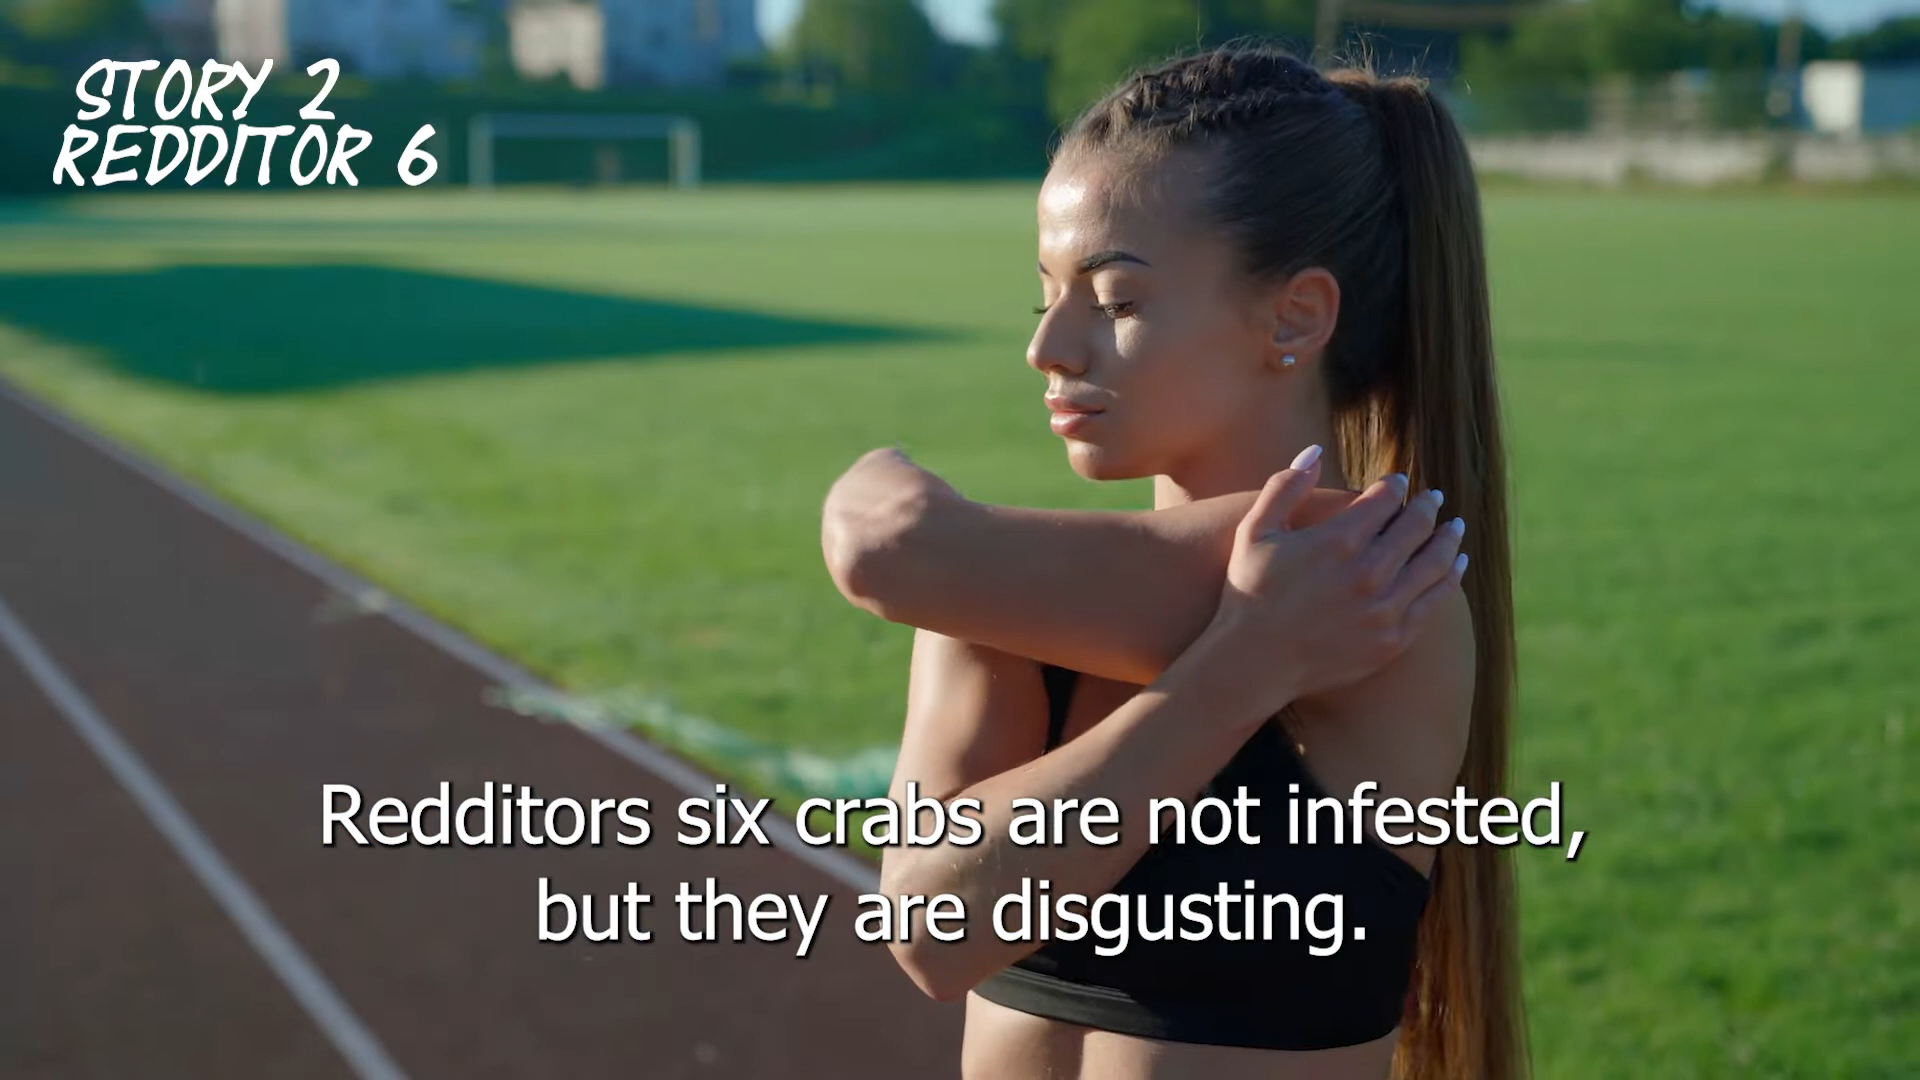 STORY 2
REDDITOR 6
Redditors six crabs are not infested,
but they are disgusting.